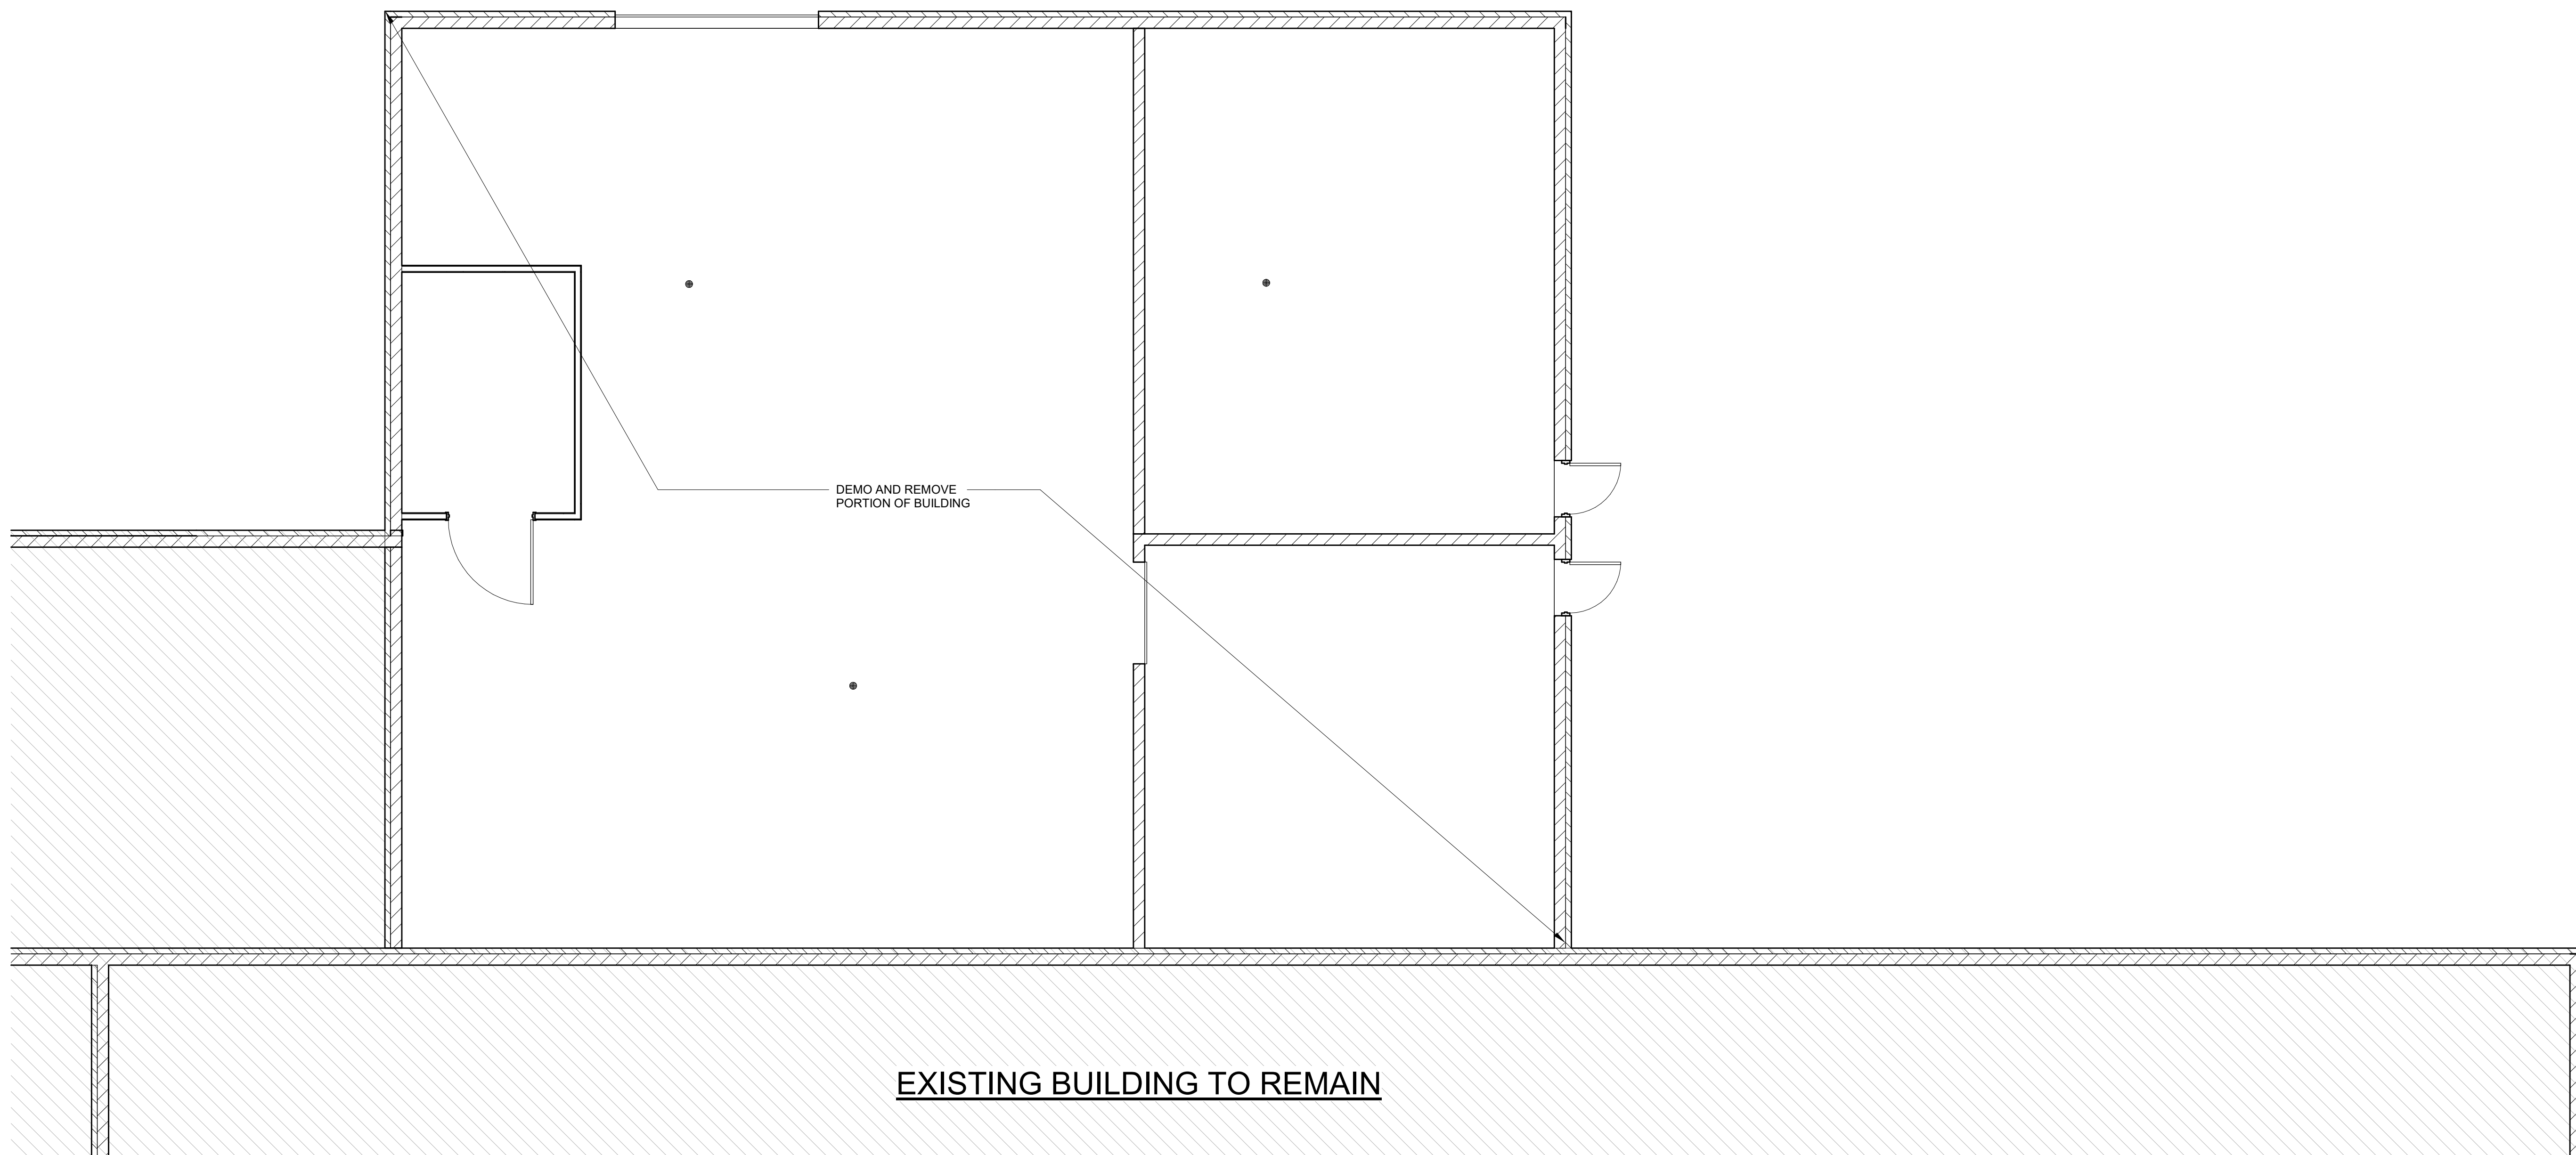 DEMO AND REMOVE
PORTION OF BUILDING
EXISTING BUILDING TO REMAIN